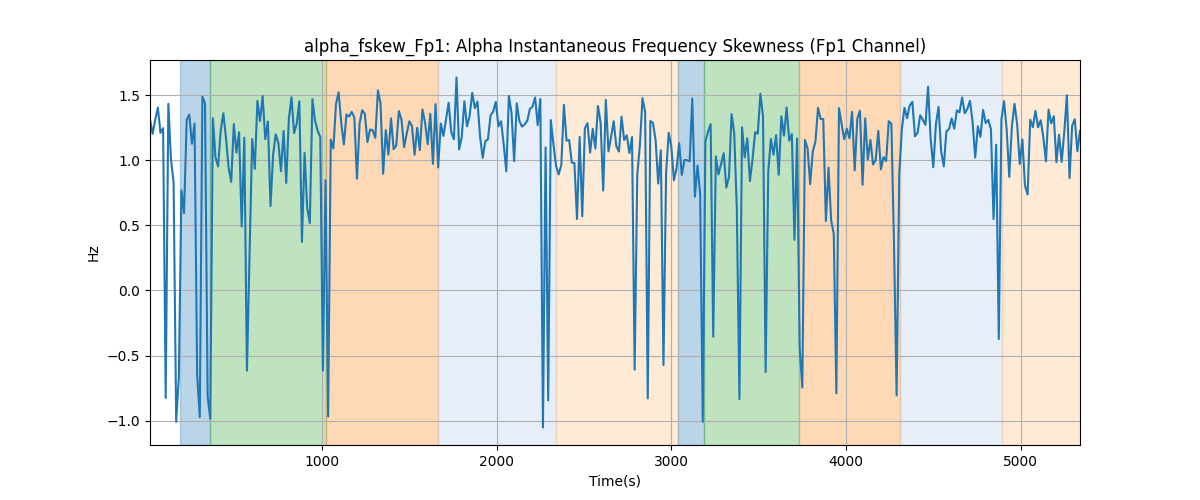 alpha_fskew_Fp1: Alpha Instantaneous Frequency Skewness (Fp1 Channel)
1.5
1.0
0.5
0.0
−0.5
−1.0
Hz
1000 2000 3000 4000 5000
Time(s)